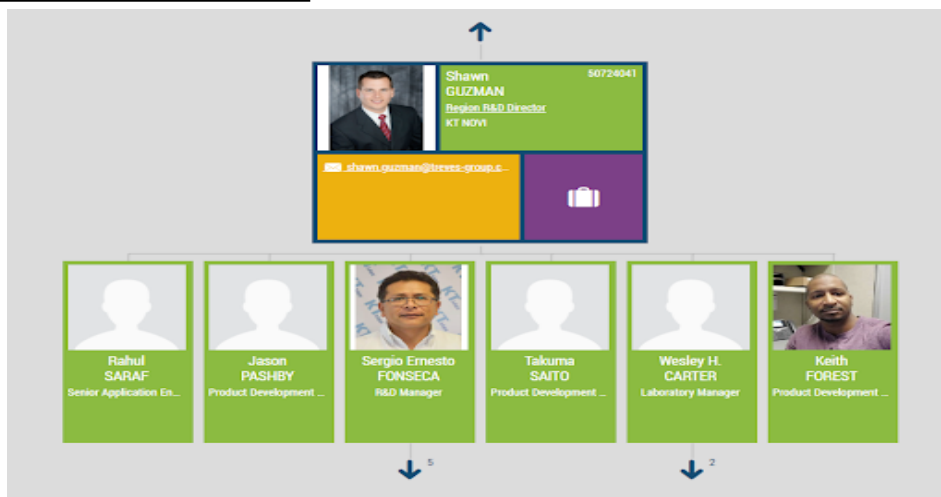 Shawn
GUZMAN
50724041
Region R&D Director
KT NOVI
shawn.guzman@treves-group.c...
Rahul
SARAF
Senior Application En...
Jason
PASHBY
Product Development ...
Sergio Ernesto
FONSECA
R&D Manager
Takuma
SAITO
Product Development ...
Wesley H.
CARTER
Laboratory Manager
Keith
FOREST
Product Development ...
5
2